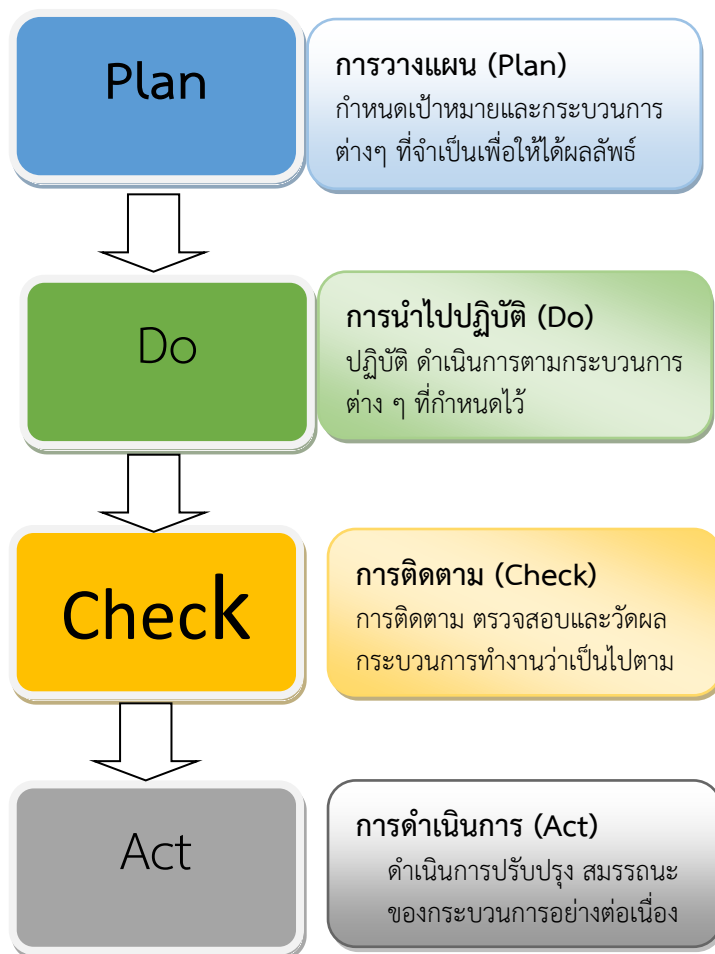 Plan
การวางแผน (Plan)
กำหนดเป้าหมายและกระบวนการ
ต่างๆ ที่จำเป็นเพื่อให้ได้ผลลัพธ์
Do
การนำไปปฏิบัติ (Do)
ปฏิบัติ ดำเนินการตามกระบวนการ
ต่าง ๆ ที่กำหนดไว้
Check
การติดตาม (Check)
การติดตาม ตรวจสอบและวัดผล
กระบวนการทำงานว่าเป็นไปตาม
Act
การดำเนินการ (Act)
ดำเนินการปรับปรุง สมรรถนะ
ของกระบวนการอย่างต่อเนื่อง